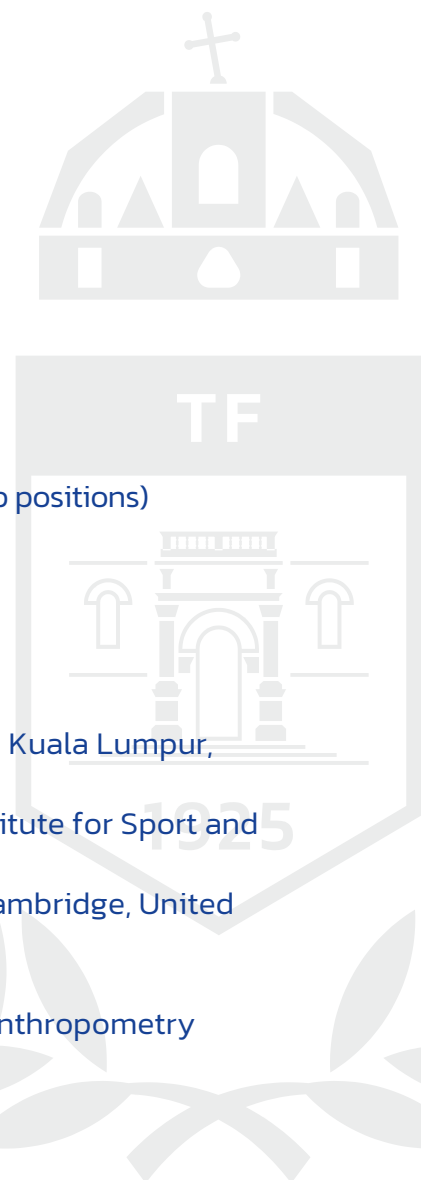 TF
positions)
Kuala Lumpur,
1925
itute for Sport and
ambridge, United
nthropometry